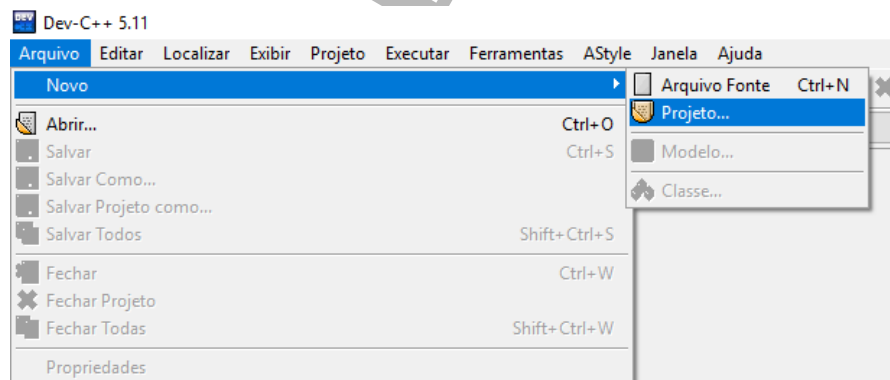 DEV
Dev-C++ 5.11
Arquivo Editar Localizar Exibir Projeto Executar Ferramentas AStyle Janela Ajuda
Novo
Arquivo Fonte Ctrl+N
Projeto...
Modelo...
Classe...
Abrir... Ctrl+O
Salvar Ctrl+S
Salvar Como...
Salvar Projeto como...
Salvar Todos Shift+Ctrl+S
Fechar Ctrl+W
Fechar Projeto
Fechar Todas Shift+Ctrl+W
Propriedades